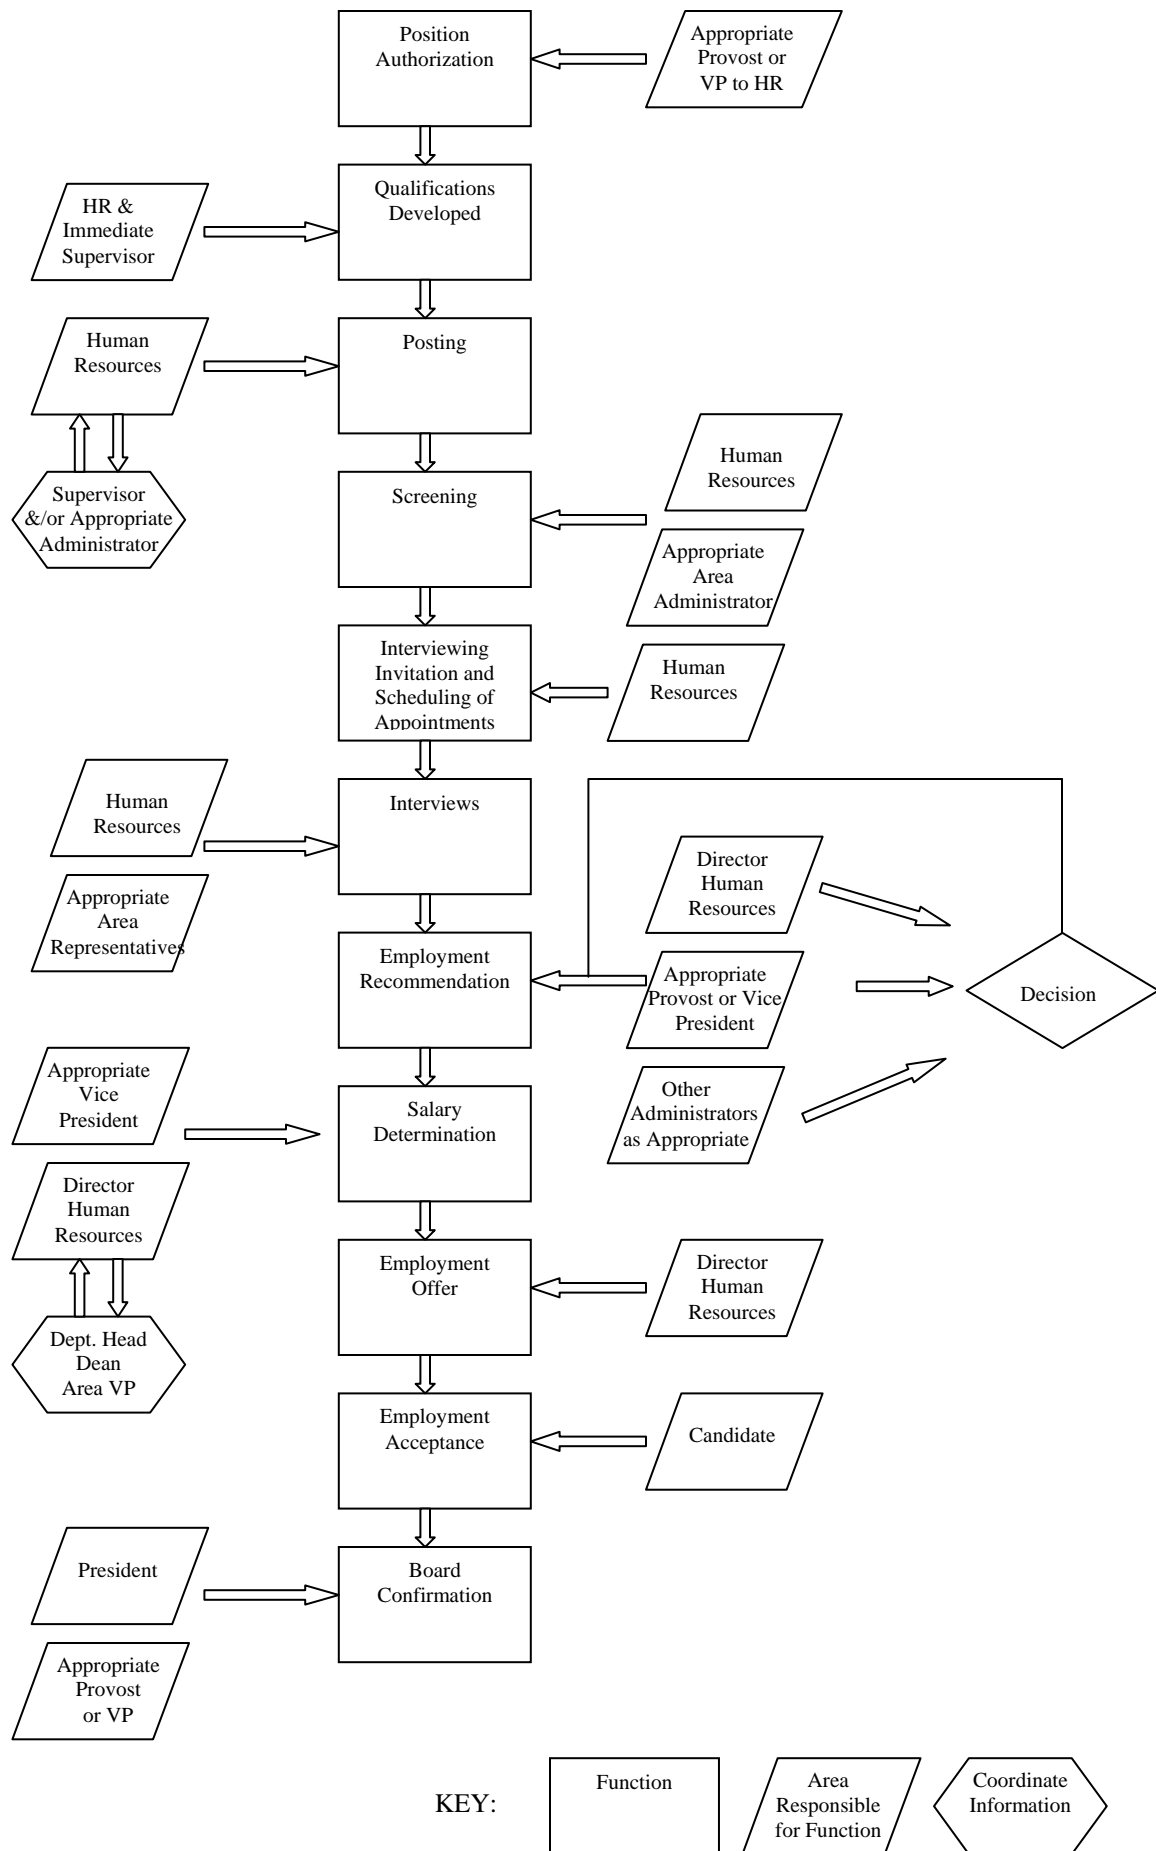 Position
Authorization
Appropriate
Provost or
VP to HR
HR &
Immediate
Supervisor
Qualifications
Developed
Human
Resources
Posting
Supervisor
&/or Appropriate
Administrator
Screening
Human
Resources
Appropriate
Area
Administrator
Interviewing
Invitation and
Scheduling of
Appointments
Human
Resources
Human
Resources
Appropriate
Area
Representatives
Interviews
Director
Human
Resources
Employment
Recommendation
Appropriate
Provost or Vice
President
Decision
Other
Administrators
as Appropriate
Appropriate
Vice
President
Salary
Determination
Director
Human
Resources
Dept. Head
Dean
Area VP
Employment
Offer
Director
Human
Resources
Employment
Acceptance
Candidate
President
Appropriate
Provost
or VP
Board
Confirmation
KEY:
Function
Area
Responsible
for Function
Coordinate
Information